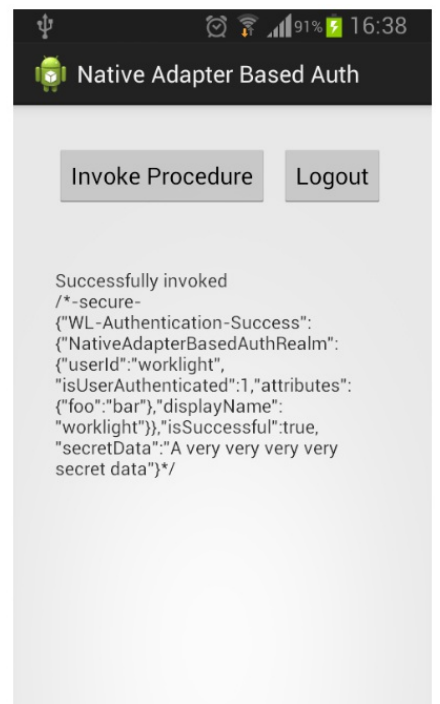 91% 16:38
Native Adapter Based Auth
Invoke Procedure Logout
Successfully invoked
/*-secure-
{"WL-Authentication-Success":
{"NativeAdapterBasedAuthRealm":
{"userId":"worklight",
"isUserAuthenticated":1,"attributes":
{"foo":"bar"},"displayName":
"worklight"}},"isSuccessful":true,
"secretData":"A very very very very
secret data"}*/